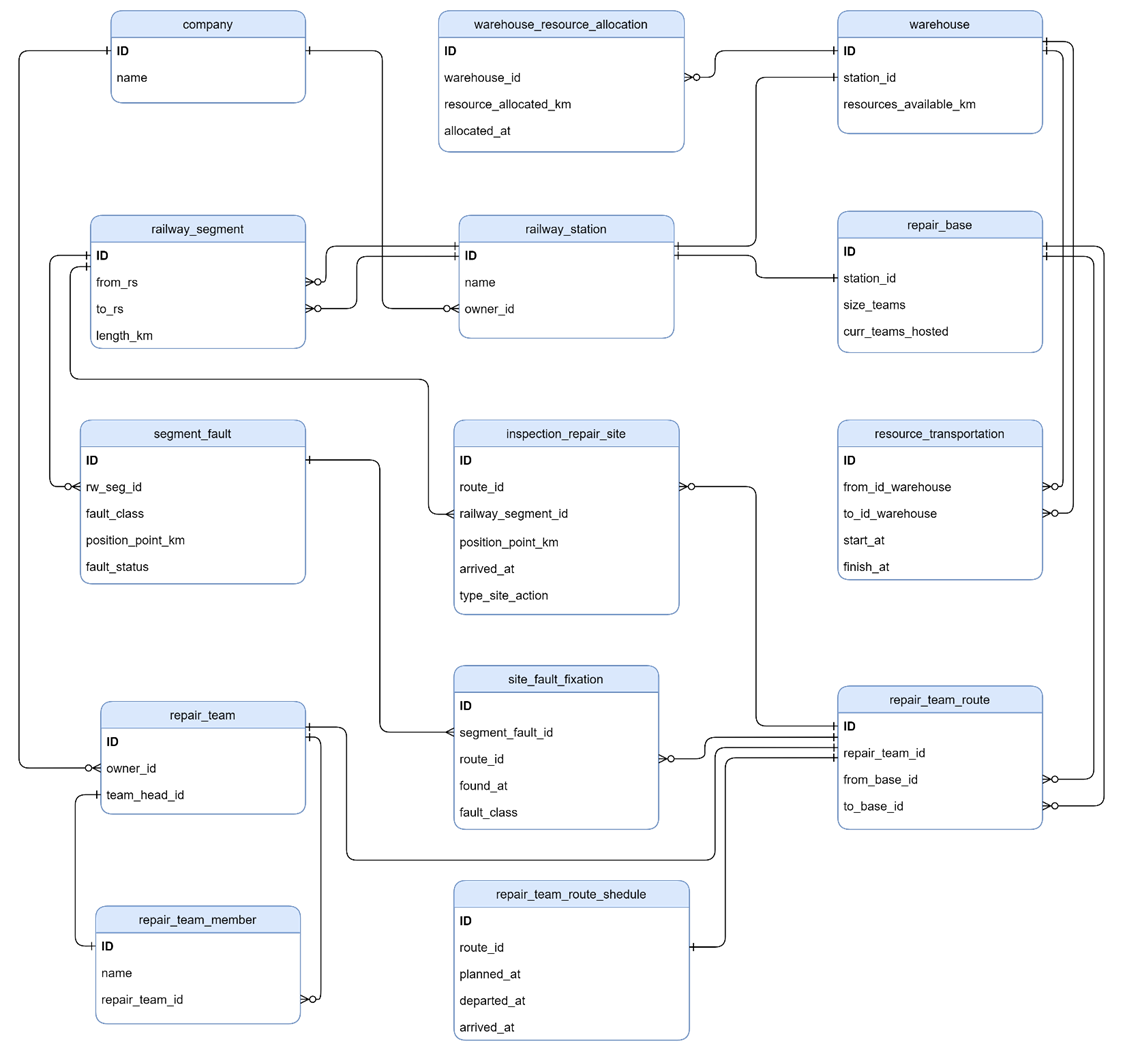 company
ID
name
warehouse_resource_allocation
ID
warehouse_id
resource_allocated_km
allocated_at
warehouse
ID
station_id
resources_available_km
railway_segment
ID
from_rs
to_rs
length_km
railway_station
ID
name
owner_id
repair_base
ID
station_id
size_teams
curr_teams_hosted
segment_fault
ID
rw_seg_id
fault_class
position_point_km
fault_status
inspection_repair_site
ID
route_id
railway_segment_id
position_point_km
arrived_at
type_site_action
resource_transportation
ID
from_id_warehouse
to_id_warehouse
start_at
finish_at
repair_team
ID
owner_id
team_head_id
site_fault_fixation
ID
segment_fault_id
route_id
found_at
fault_class
repair_team_route
ID
repair_team_id
from_base_id
to_base_id
repair_team_member
ID
name
repair_team_id
repair_team_route_shedule
ID
route_id
planned_at
departed_at
arrived_at